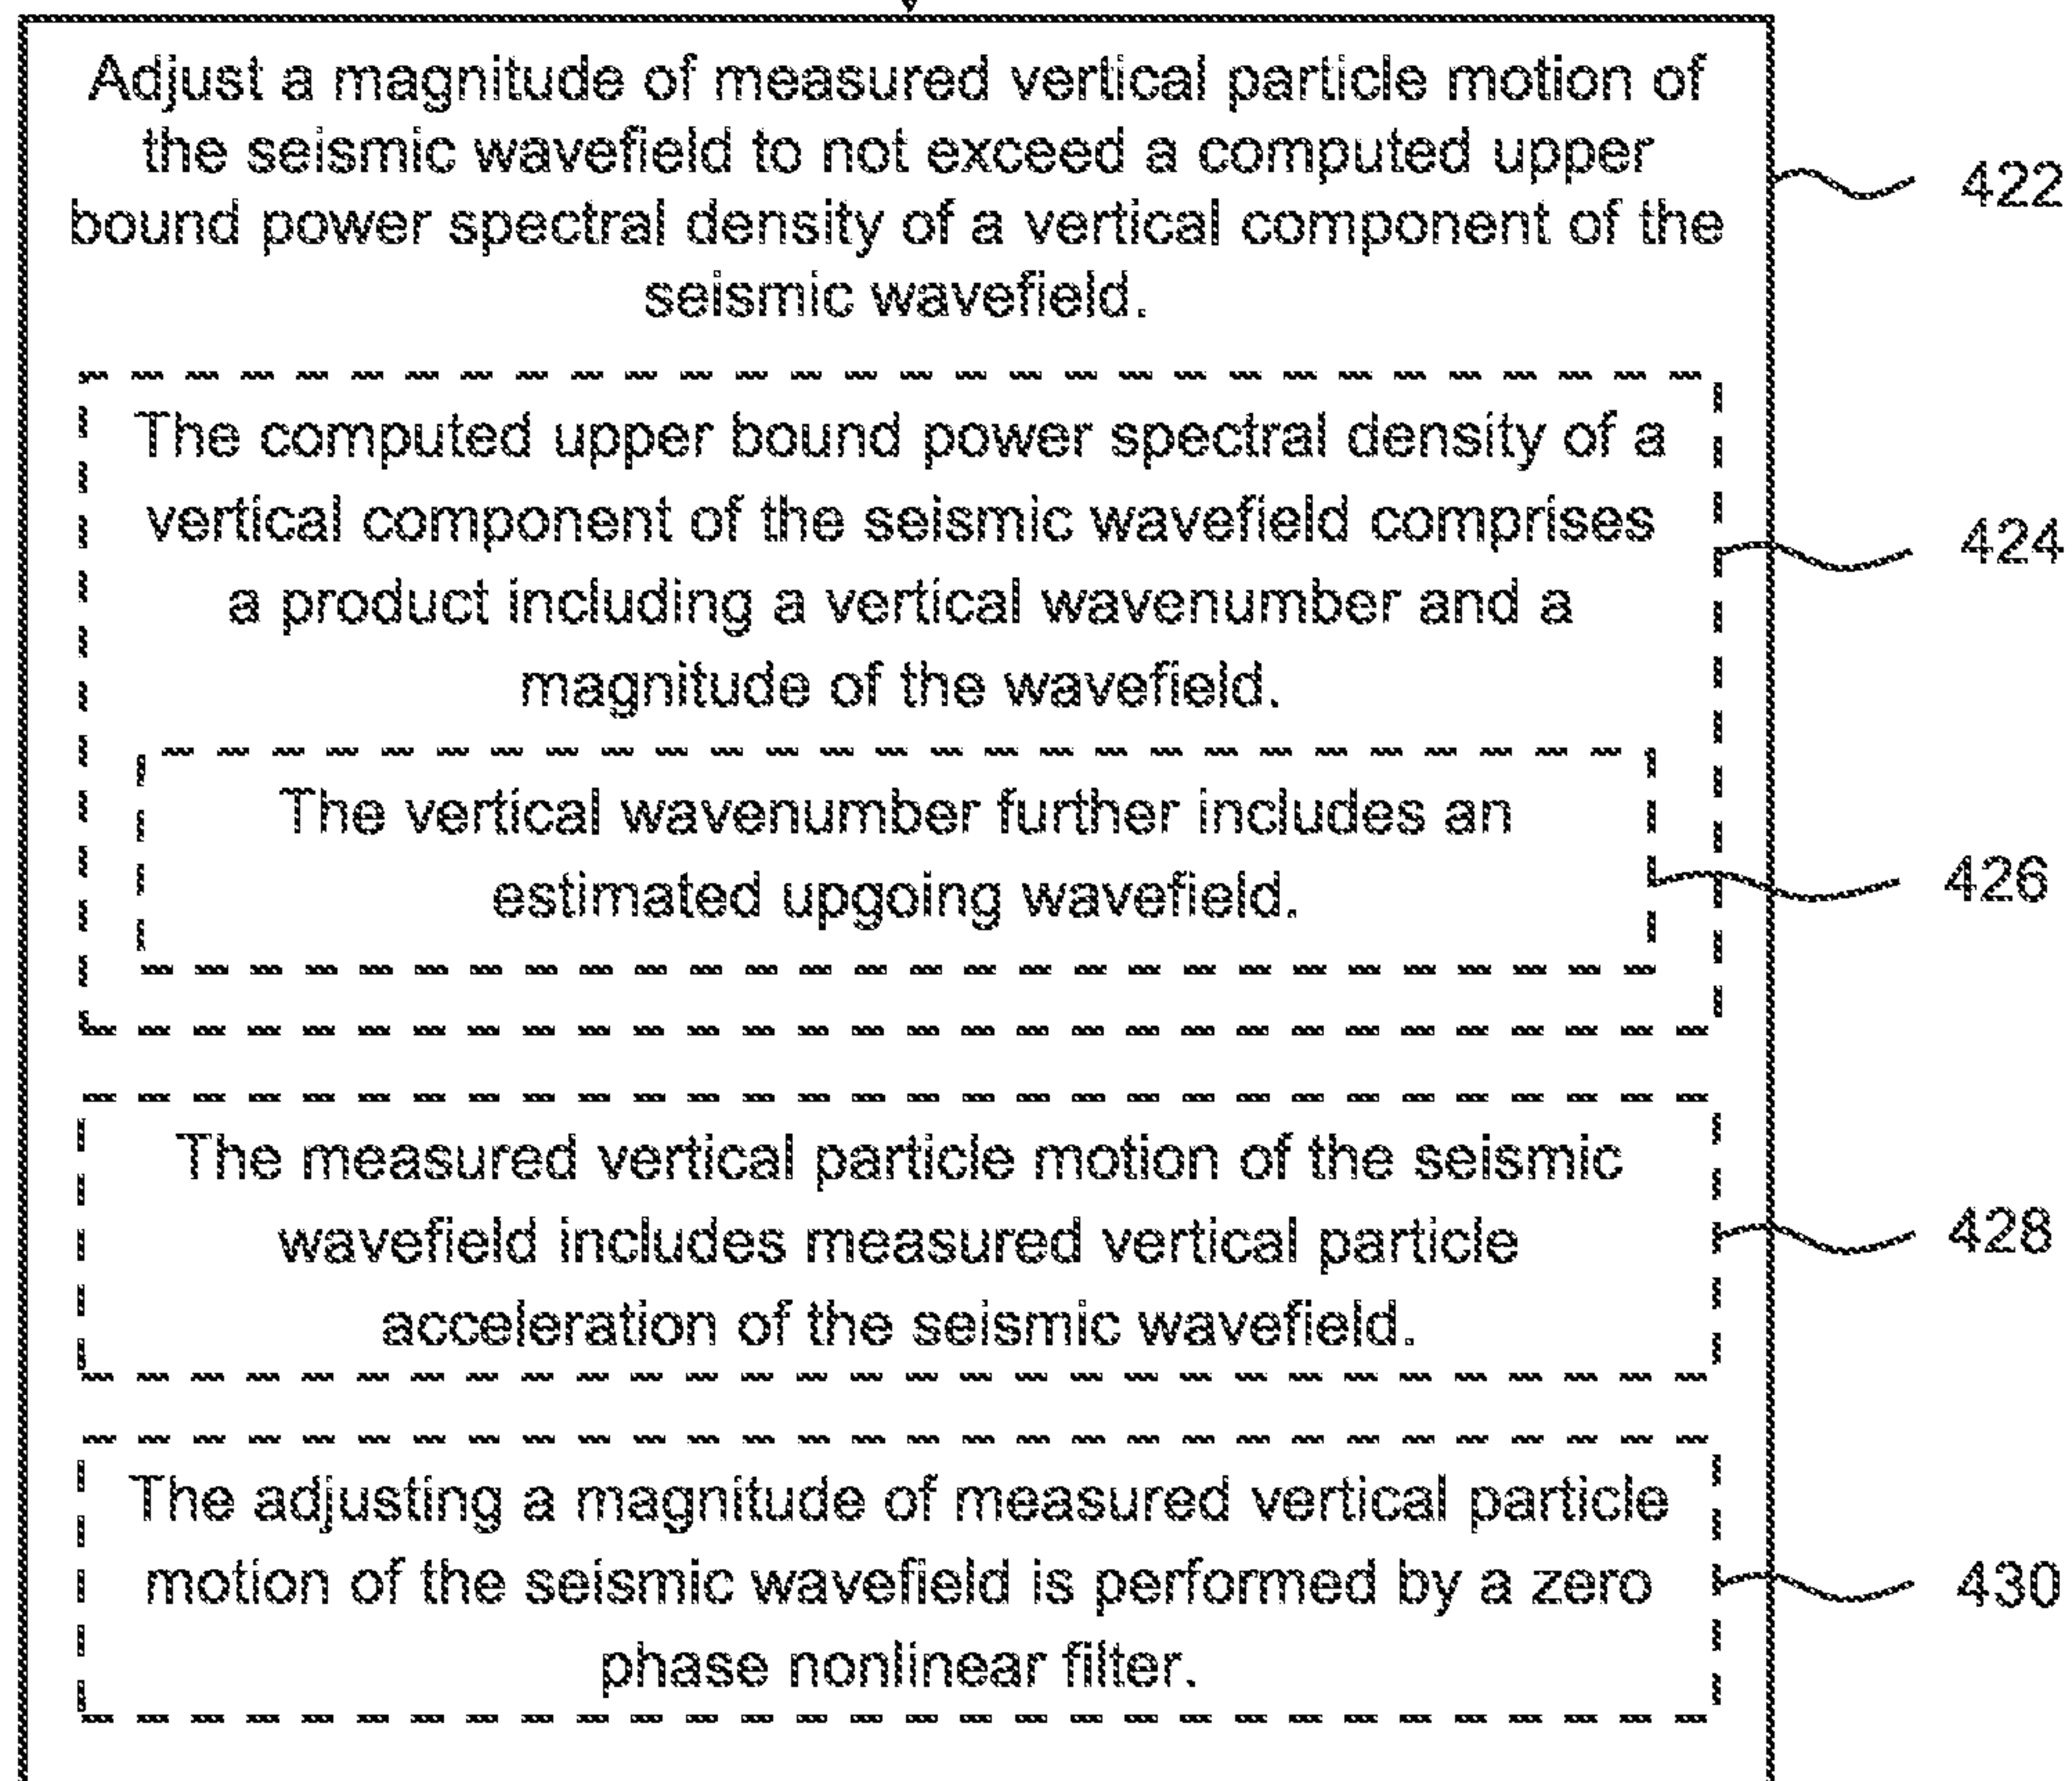 Adjust a magnitude of measured vertical particle motion of
the seismic wavefield to not exceed a computed upper
bound power spectral density of a vertical component of the
seismic wavefield.
422
The computed upper bound power spectral density of a
vertical component of the seismic wavefield comprises
a product including a vertical wavenumber and a
magnitude of the wavefield.
424
The vertical wavenumber further includes an
estimated upgoing wavefield.
426
The measured vertical particle motion of the seismic
wavefield includes measured vertical particle
acceleration of the seismic wavefield.
428
The adjusting a magnitude of measured vertical particle
motion of the seismic wavefield is performed by a zero
phase nonlinear filter.
430